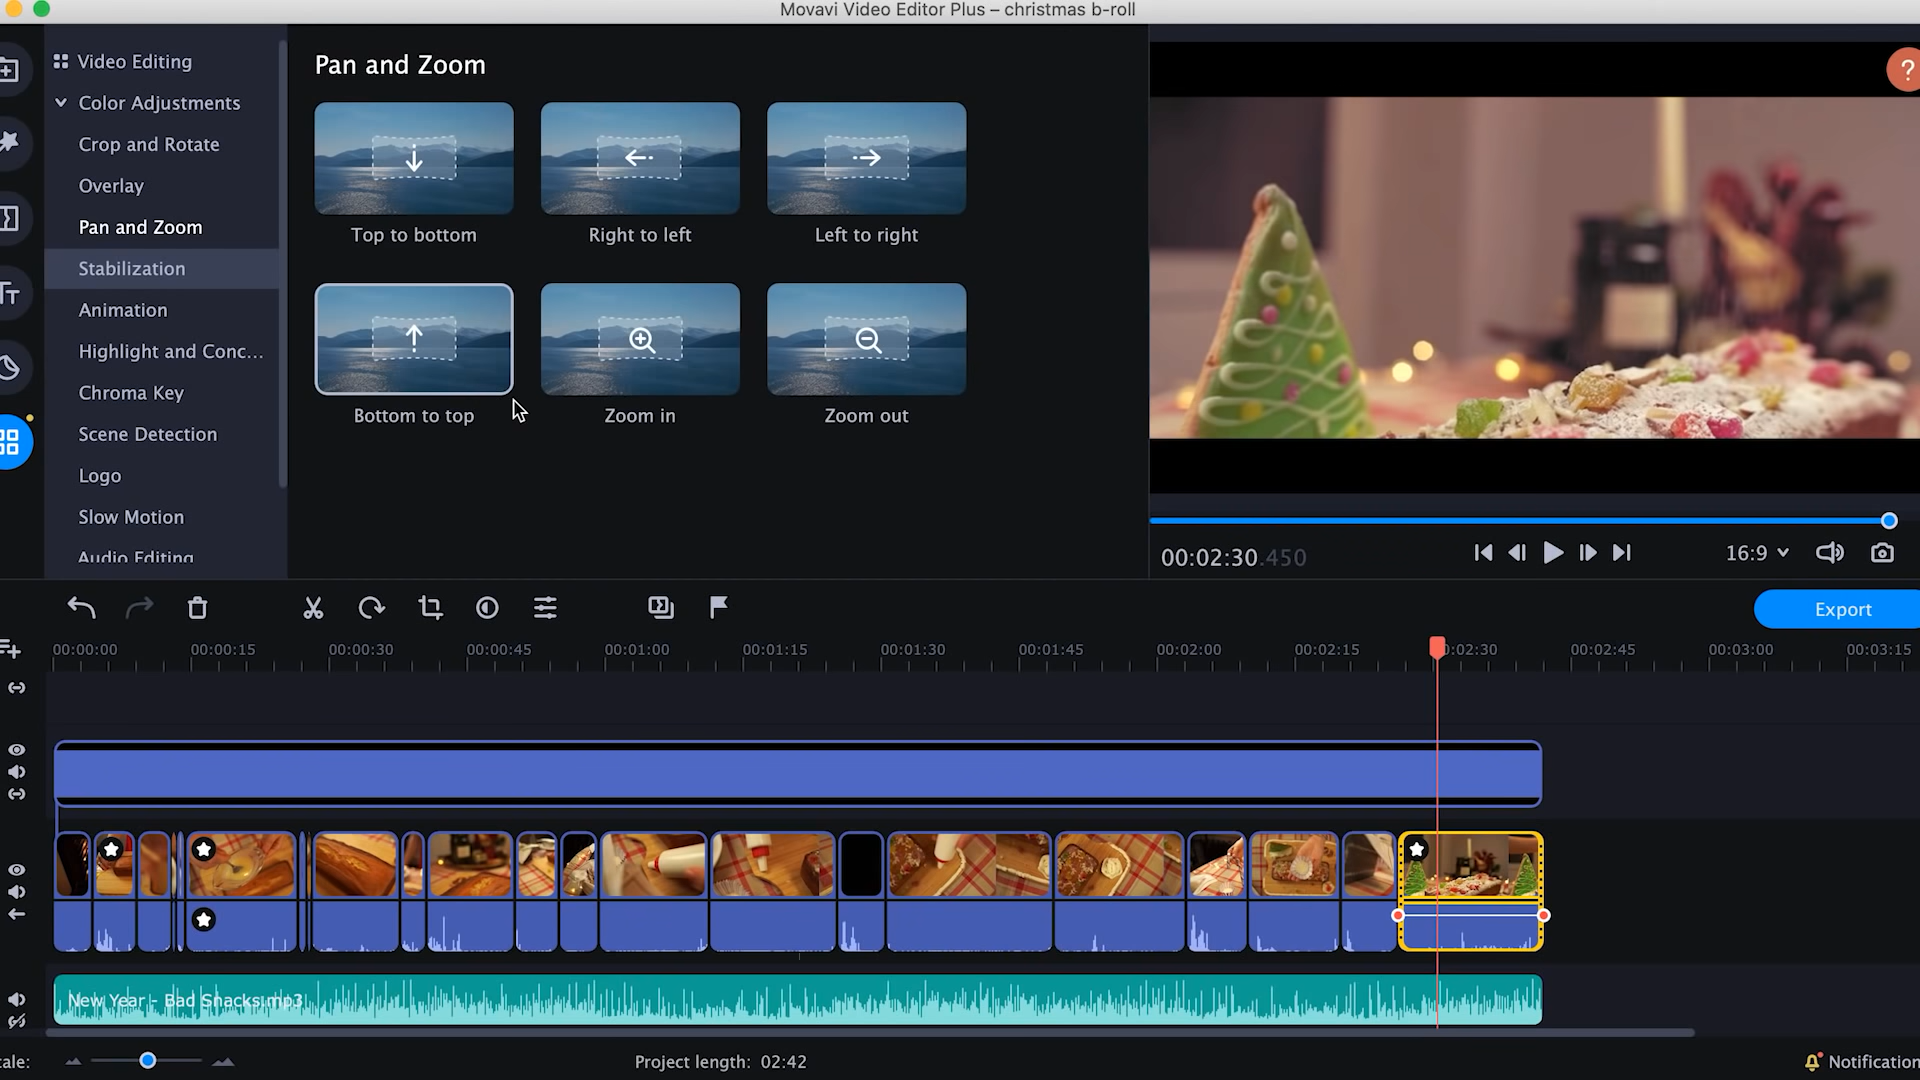 Movavi Video Editor Plus – christmas b-roll
Video Editing
Color Adjustments
Crop and Rotate
Overlay
Pan and Zoom
Stabilization
Animation
Highlight and Conc...
Chroma Key
Scene Detection
Logo
Slow Motion
Audio Editing
Pan and Zoom
Top to bottom
Right to left
Left to right
Bottom to top
Zoom in
Zoom out
?
00:02:30.450
16:9
Export
00:00:00
00:00:15
00:00:30
00:00:45
00:01:00
00:01:15
00:01:30
00:01:45
00:02:00
00:02:15
0:02:30
00:02:45
00:03:00
00:03:15
New Year - Bad Snacks.mp3
cale:
Project length: 02:42
Notification